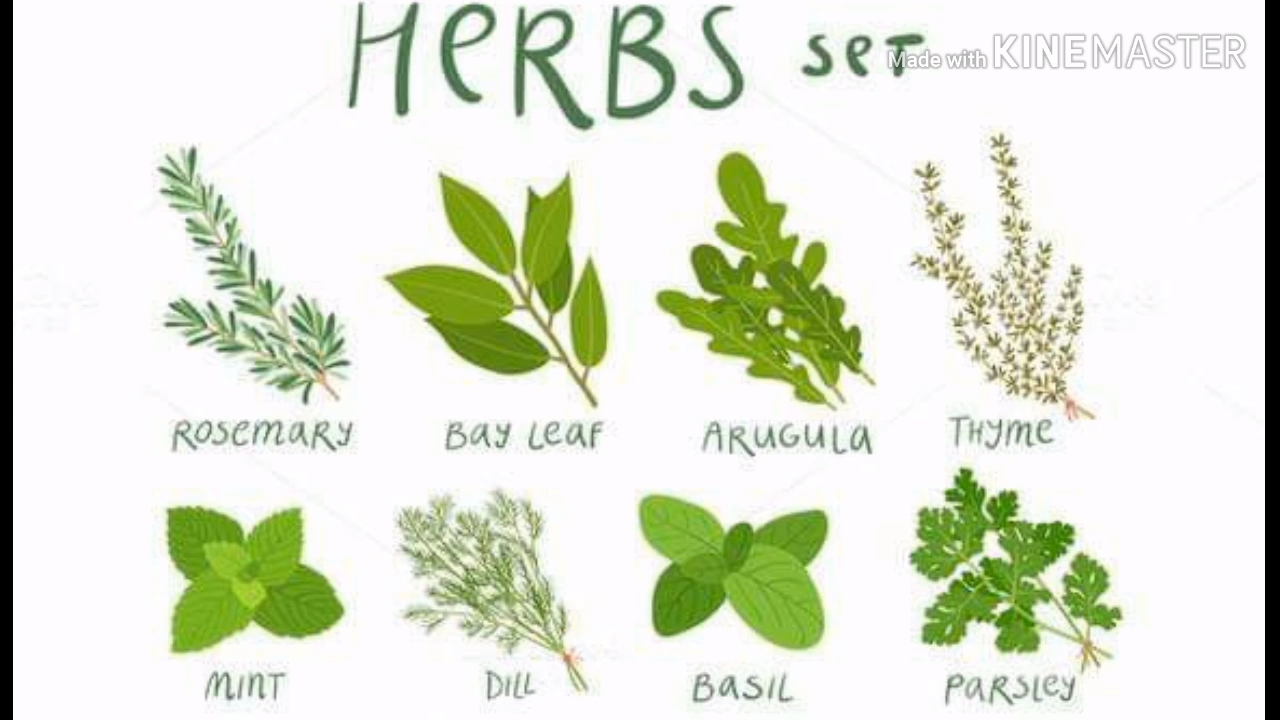 HERBS SET
Made with KINEMASTER
ROSEMARY BAY LEAF ARUGULA THYME
MINT DILL BASIL PARSLEY